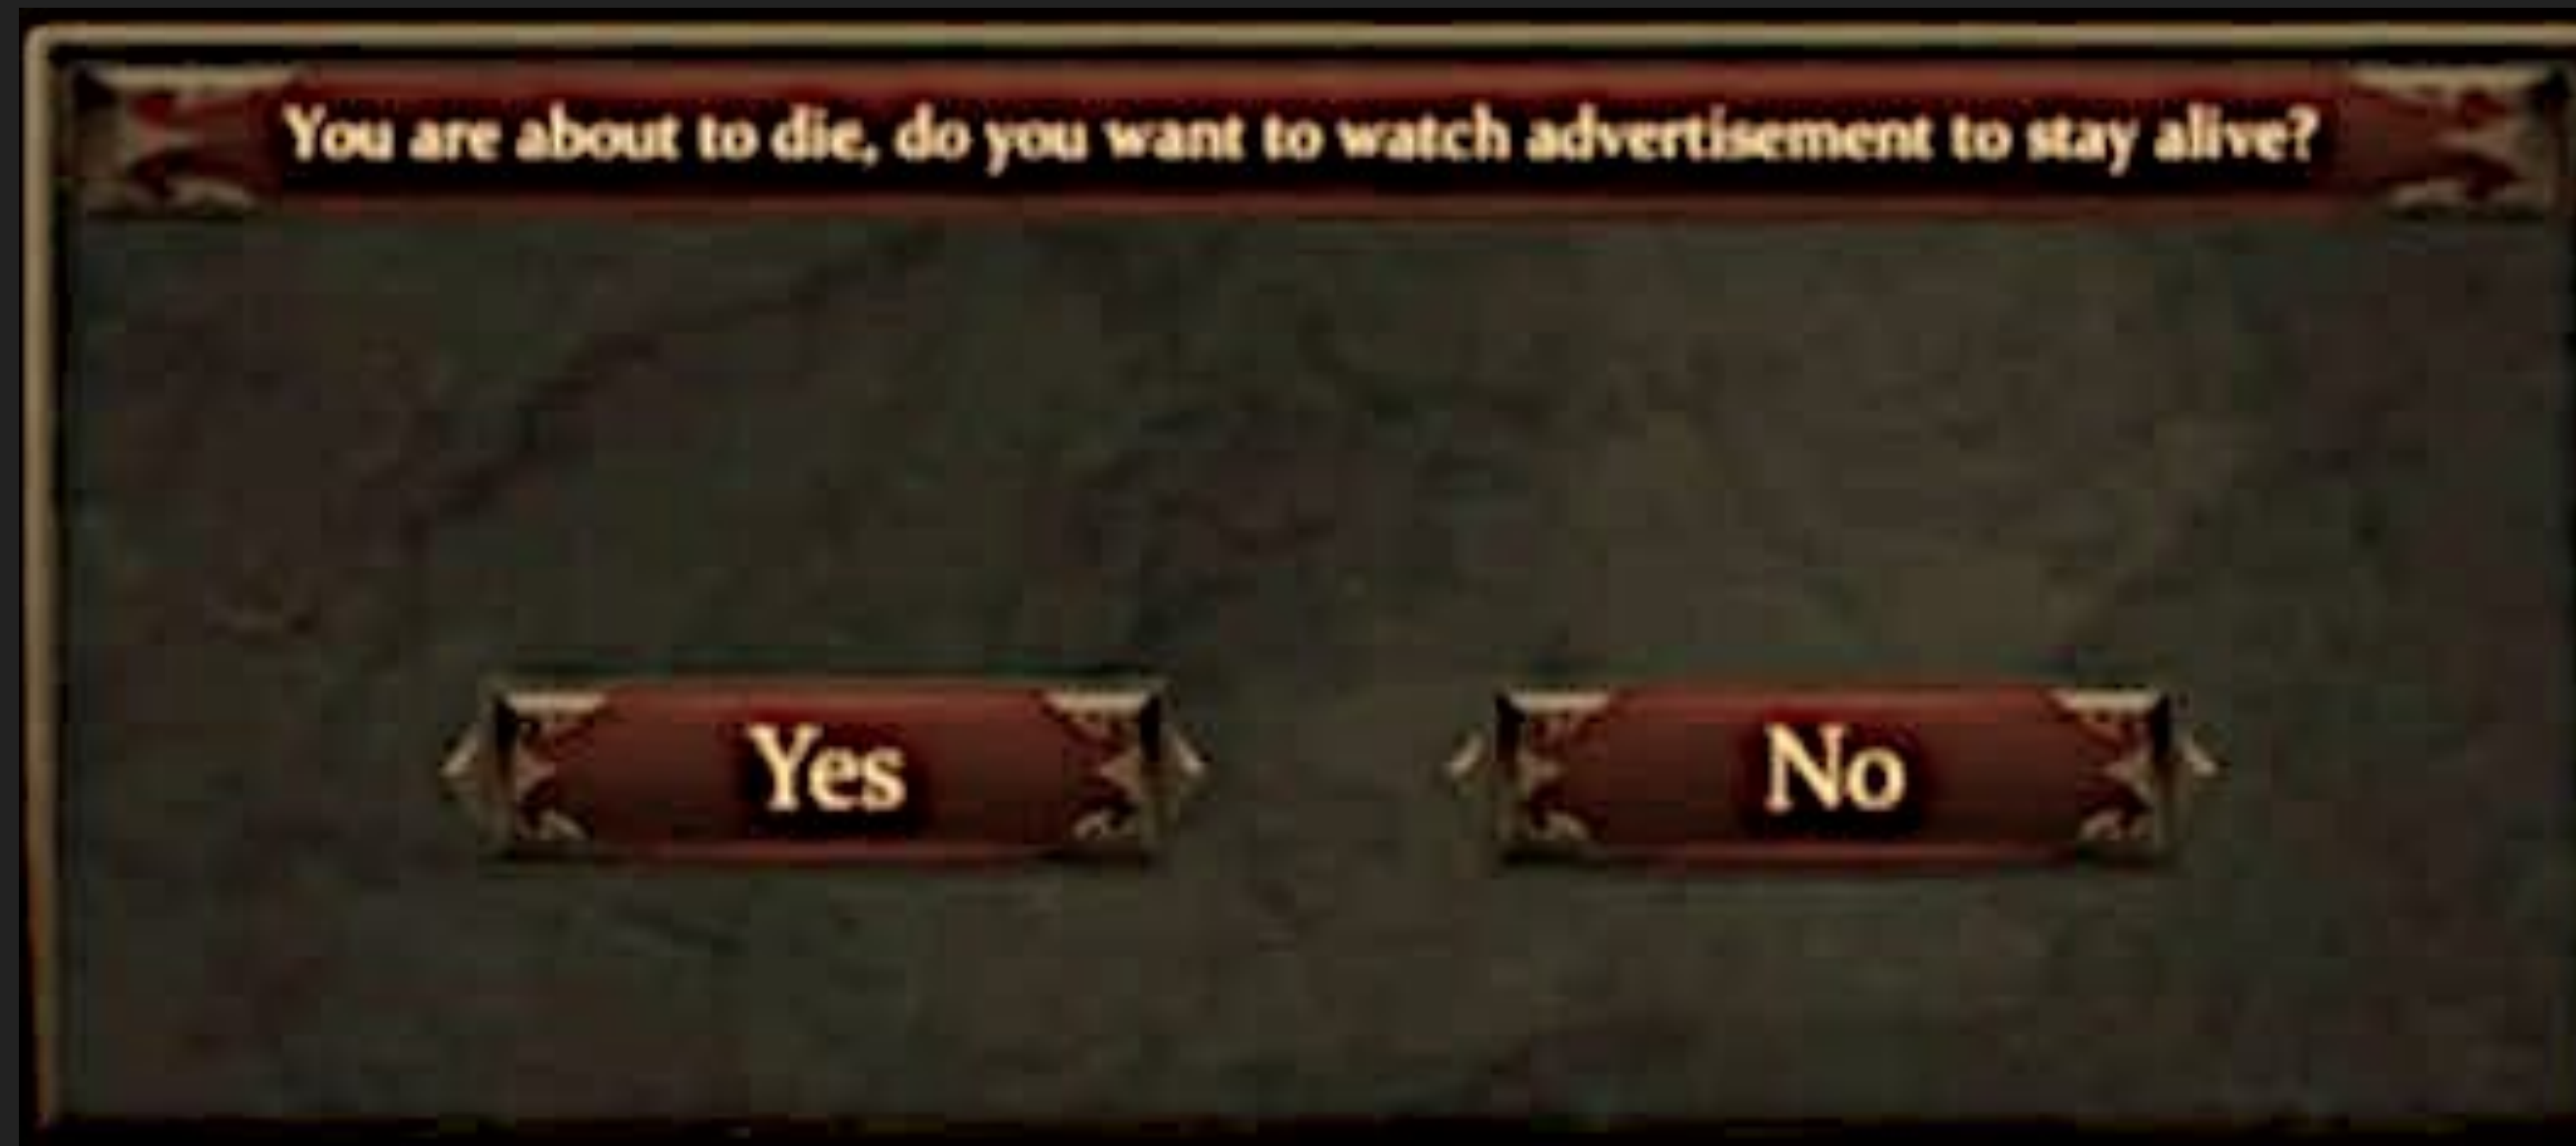 You are about to die, do you want to watch advertisement to stay alive?
Yes No